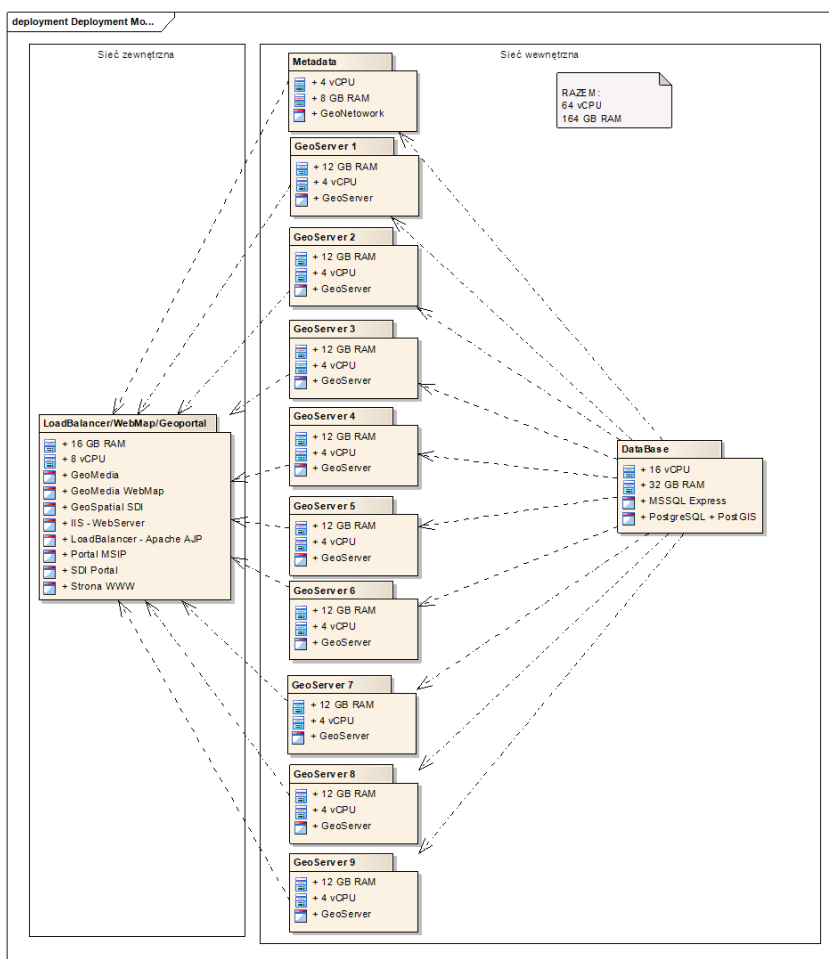 deployment Deployment Mo...
Sieć zewnętrzna
Sieć wewnętrzna
Metadata
+ 4 vCPU
+ 8 GB RAM
+ GeoNetowork
RAZEM:
64 vCPU
164 GB RAM
GeoServer 1
+ 12 GB RAM
+ 4 vCPU
+ GeoServer
GeoServer 2
+ 12 GB RAM
+ 4 vCPU
+ GeoServer
GeoServer 3
+ 12 GB RAM
+ 4 vCPU
+ GeoServer
LoadBalancer/WebMap/Geoportal
+ 16 GB RAM
+ 8 vCPU
+ GeoMedia
+ GeoMedia WebMap
+ GeoSpatial SDI
+ IIS - WebServer
+ LoadBalancer - Apache AJP
+ Portal MSIP
+ SDI Portal
+ Strona WWW
GeoServer 4
+ 12 GB RAM
+ 4 vCPU
+ GeoServer
DataBase
+ 16 vCPU
+ 32 GB RAM
+ MSSQL Express
+ PostgreSQL + PostGIS
GeoServer 5
+ 12 GB RAM
+ 4 vCPU
+ GeoServer
GeoServer 6
+ 12 GB RAM
+ 4 vCPU
+ GeoServer
GeoServer 7
+ 12 GB RAM
+ 4 vCPU
+ GeoServer
GeoServer 8
+ 12 GB RAM
+ 4 vCPU
+ GeoServer
GeoServer 9
+ 12 GB RAM
+ 4 vCPU
+ GeoServer